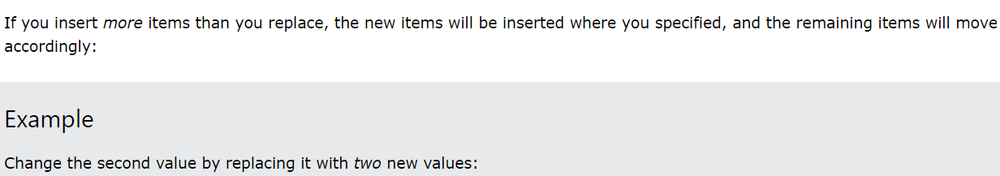 If you insert more items than you replace, the new items will be inserted where you specified, and the remaining items will move
accordingly:
Example
Change the second value by replacing it with two new values: